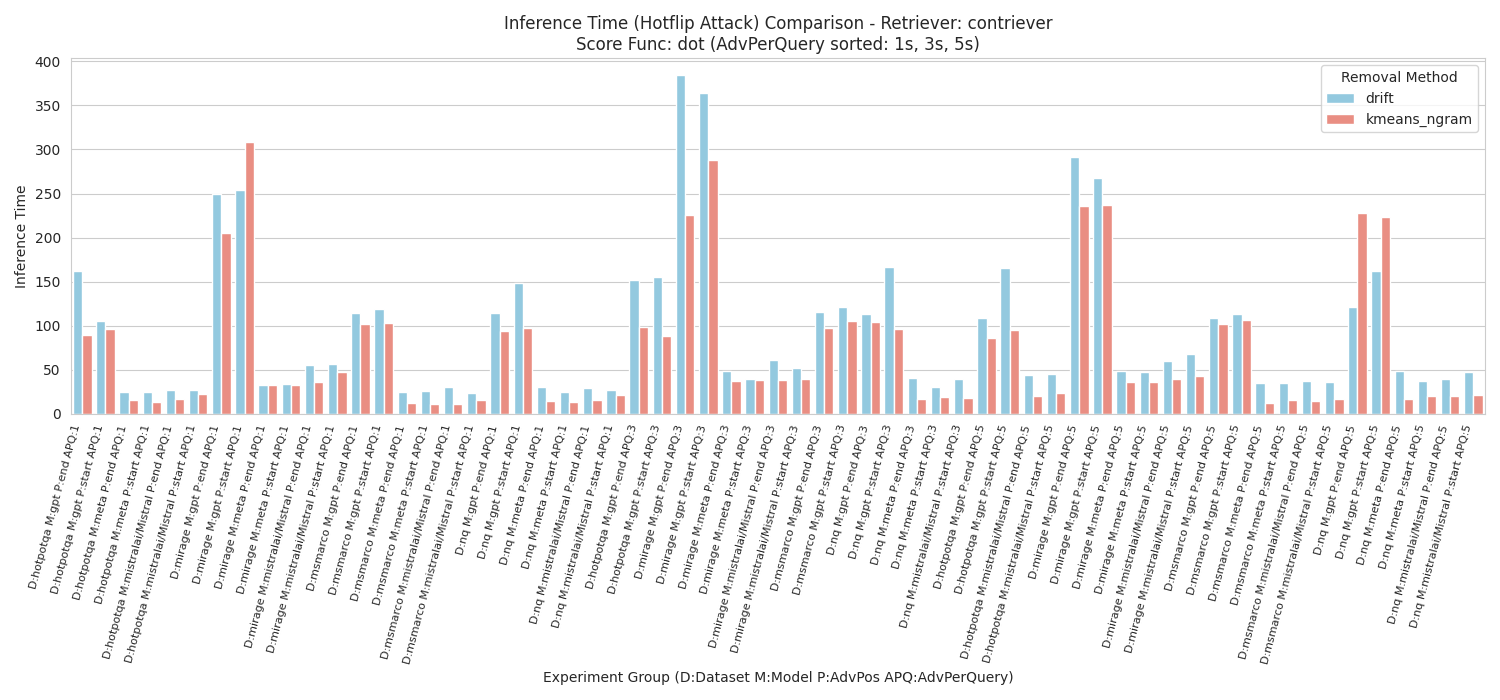 Inference Time (Hotflip Attack) Comparison - Retriever: contriever
Score Func: dot (AdvPerQuery sorted: 1s, 3s, 5s)
Removal Method
drift
kmeans_ngram
Inference Time
400
350
300
250
200
150
100
50
0
D:hotpotqa M:gpt P:end APQ:1
D:hotpotqa M:gpt P:start APQ:1
D:hotpotqa M:meta P:end APQ:1
D:hotpotqa M:meta P:start APQ:1
D:hotpotqa M:mistralai/Mistral P:end APQ:1
D:hotpotqa M:mistralai/Mistral P:start APQ:1
D:mirage M:gpt P:end APQ:1
D:mirage M:gpt P:start APQ:1
D:mirage M:meta P:end APQ:1
D:mirage M:meta P:start APQ:1
D:mirage M:mistralai/Mistral P:end APQ:1
D:mirage M:mistralai/Mistral P:start APQ:1
D:msmarco M:gpt P:end APQ:1
D:msmarco M:gpt P:start APQ:1
D:msmarco M:meta P:end APQ:1
D:msmarco M:meta P:start APQ:1
D:msmarco M:mistralai/Mistral P:end APQ:1
D:msmarco M:mistralai/Mistral P:start APQ:1
D:nq M:gpt P:end APQ:1
D:nq M:gpt P:start APQ:1
D:nq M:meta P:end APQ:1
D:nq M:meta P:start APQ:1
D:nq M:mistralai/Mistral P:end APQ:1
D:nq M:mistralai/Mistral P:start APQ:1
D:hotpotqa M:gpt P:end APQ:3
D:hotpotqa M:gpt P:start APQ:3
D:mirage M:gpt P:end APQ:3
D:mirage M:gpt P:start APQ:3
D:mirage M:meta P:end APQ:3
D:mirage M:meta P:start APQ:3
D:mirage M:mistralai/Mistral P:end APQ:3
D:mirage M:mistralai/Mistral P:start APQ:3
D:msmarco M:gpt P:end APQ:3
D:msmarco M:gpt P:start APQ:3
D:nq M:gpt P:end APQ:3
D:nq M:gpt P:start APQ:3
D:nq M:meta P:end APQ:3
D:nq M:meta P:start APQ:3
D:nq M:mistralai/Mistral P:start APQ:3
D:hotpotqa M:gpt P:end APQ:5
D:hotpotqa M:gpt P:start APQ:5
D:hotpotqa M:mistralai/Mistral P:end APQ:5
D:hotpotqa M:mistralai/Mistral P:start APQ:5
D:mirage M:gpt P:end APQ:5
D:mirage M:gpt P:start APQ:5
D:mirage M:meta P:end APQ:5
D:mirage M:meta P:start APQ:5
D:mirage M:mistralai/Mistral P:end APQ:5
D:mirage M:mistralai/Mistral P:start APQ:5
D:msmarco M:gpt P:end APQ:5
D:msmarco M:gpt P:start APQ:5
D:msmarco M:meta P:end APQ:5
D:msmarco M:meta P:start APQ:5
D:msmarco M:mistralai/Mistral P:end APQ:5
D:msmarco M:mistralai/Mistral P:start APQ:5
D:nq M:gpt P:end APQ:5
D:nq M:gpt P:start APQ:5
D:nq M:meta P:end APQ:5
D:nq M:meta P:start APQ:5
D:nq M:mistralai/Mistral P:end APQ:5
D:nq M:mistralai/Mistral P:start APQ:5
Experiment Group (D:Dataset M:Model P:AdvPos APQ:AdvPerQuery)